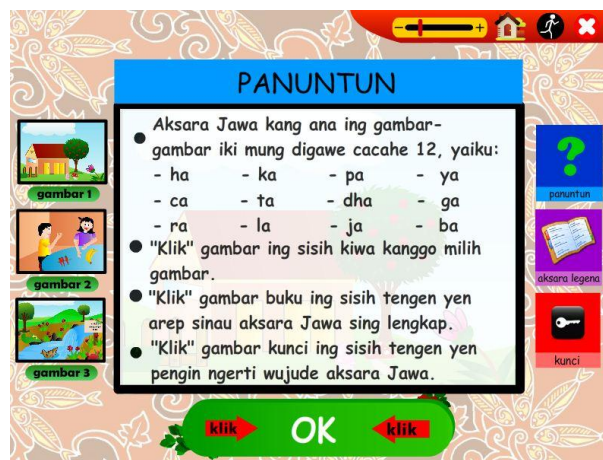 PANUNTUN
● Aksara Jawa kang ana ing gambar-
gambar iki mung digawe cacahe 12, yaiku:
- ha - ka - pa - ya
- ca - ta - dha - ga
- ra - la - ja - ba
● "Klik" gambar ing sisih kiwa kanggo milih
gambar.
● "Klik" gambar buku ing sisih tengen yen
arep sinau aksara Jawa sing lengkap.
● "Klik" gambar kunci ing sisih tengen yen
pengin ngerti wujude aksara Jawa.
gambar 1
gambar 2
gambar 3
?
panuntun
aksara legena
kunci
klik OK klik